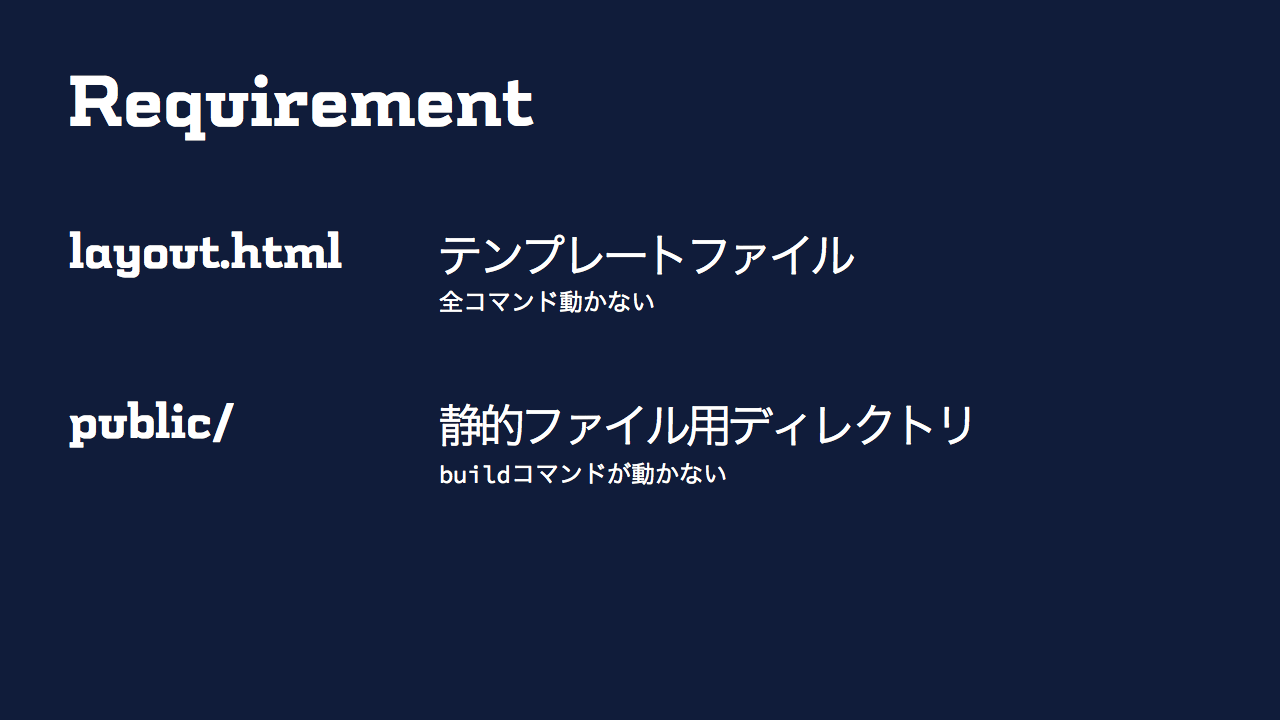 Requirement
layout.html
テンプレートファイル
全コマンド動かない
public/
静的ファイル用ディレクトリ
buildコマンドが動かない